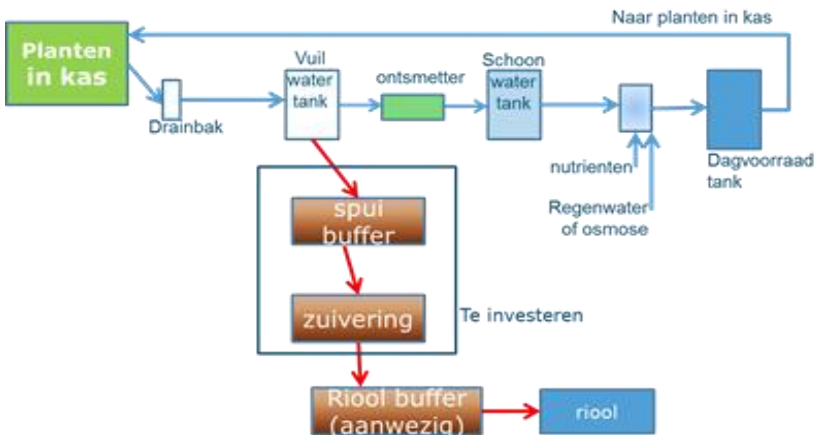 Naar planten in kas
Planten
in kas
Vuil
water
tank
ontsmetter
Schoon
water
tank
Drainbak
nutrienten
Dagvoorraad
tank
Regenwater
of osmose
spui
buffer
zuivering
Te investeren
Riool buffer
(aanwezig)
riool